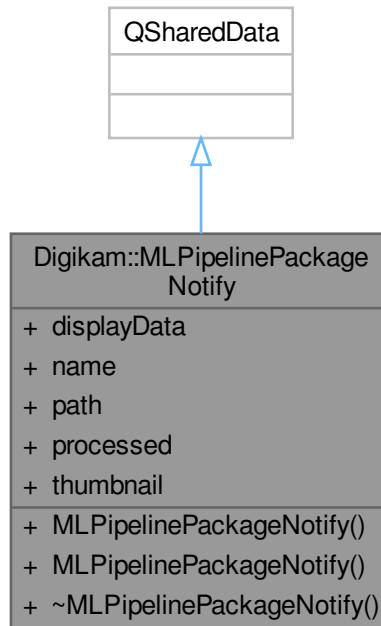 QSharedData
Digikam::MLPipelinePackage
Notify
+ displayData
+ name
+ path
+ processed
+ thumbnail
+ MLPipelinePackageNotify()
+ MLPipelinePackageNotify()
+ ~MLPipelinePackageNotify()